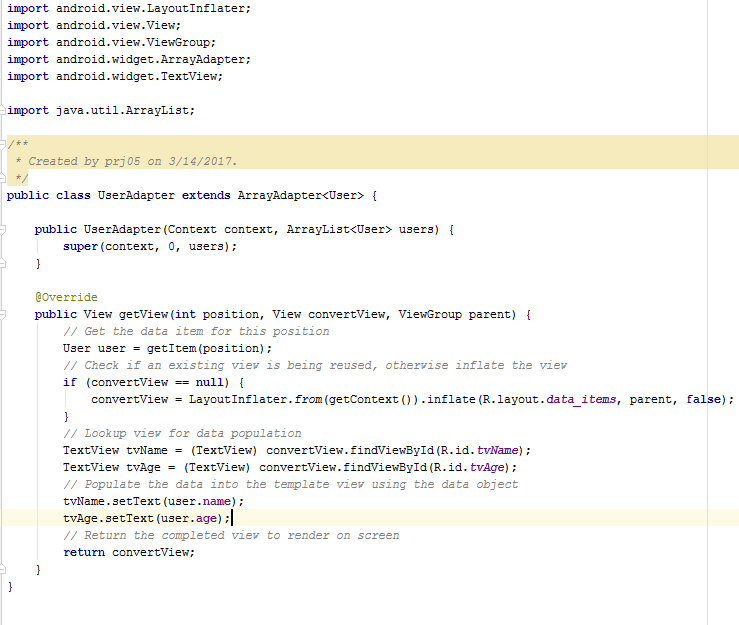 import android.view.LayoutInflater;
import android.view.View;
import android.view.ViewGroup;
import android.widget.ArrayAdapter;
import android.widget.TextView;

import java.util.ArrayList;

/**
 * Created by prj05 on 3/14/2017.
 */
public class UserAdapter extends ArrayAdapter<User> {

    public UserAdapter(Context context, ArrayList<User> users) {
        super(context, 0, users);
    }

    @Override
    public View getView(int position, View convertView, ViewGroup parent) {
        // Get the data item for this position
        User user = getItem(position);
        // Check if an existing view is being reused, otherwise inflate the view
        if (convertView == null) {
            convertView = LayoutInflater.from(getContext()).inflate(R.layout.data_items, parent, false);
        }
        // Lookup view for data population
        TextView tvName = (TextView) convertView.findViewById(R.id.tvName);
        TextView tvAge = (TextView) convertView.findViewById(R.id.tvAge);
        // Populate the data into the template view using the data object
        tvName.setText(user.name);
        tvAge.setText(user.age);
        // Return the completed view to render on screen
        return convertView;
    }
}